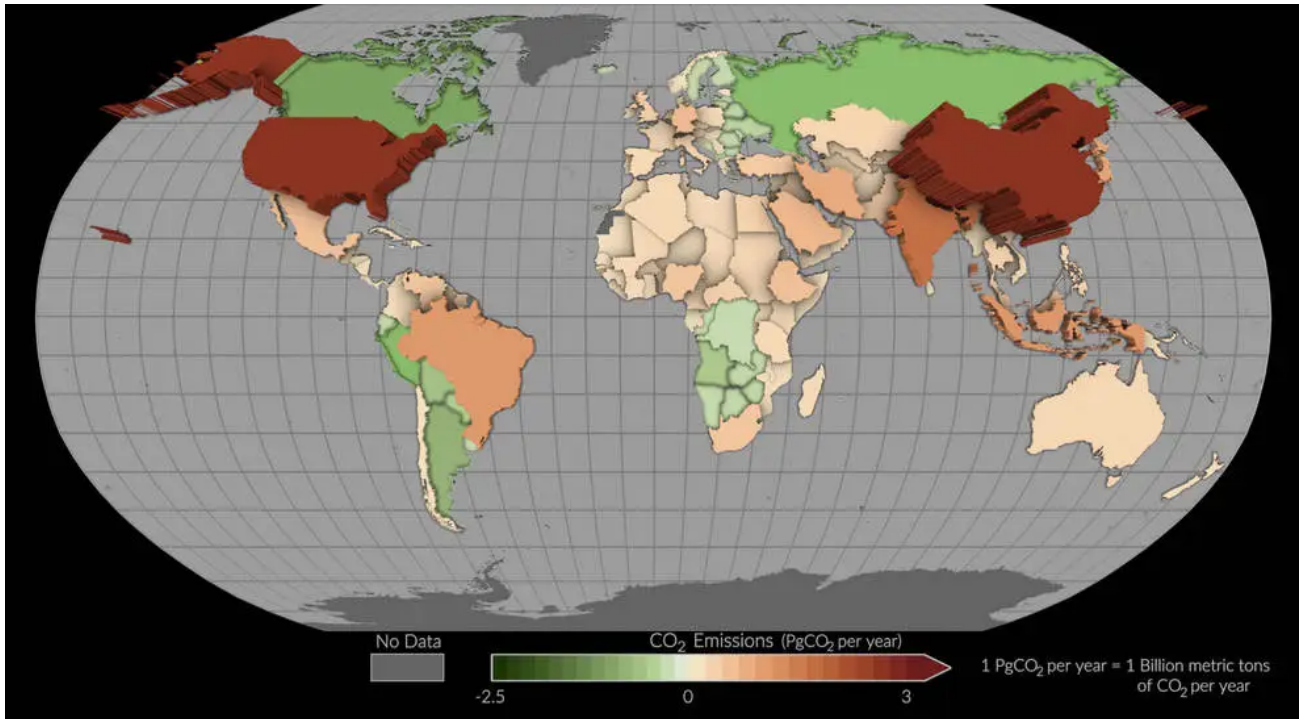 No Data
CO₂ Emissions (PgCO₂ per year)
-2.5 0 3
1 PgCO₂ per year = 1 Billion metric tons
of CO₂ per year